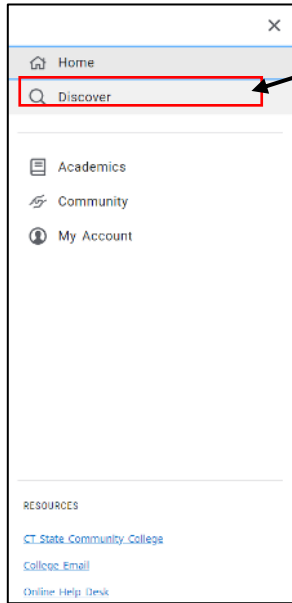 Home
Discover
Academics
Community
My Account
RESOURCES
CT State Community College
College Email
Online Help Desk